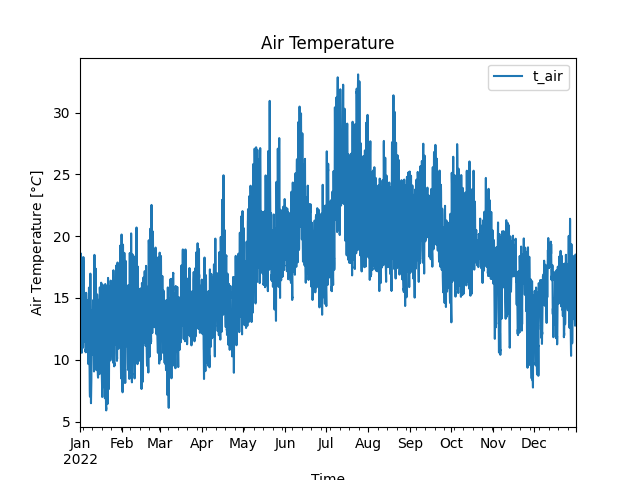 Air Temperature
t_air
Air Temperature [°C]
30
25
20
15
10
5
Jan Feb Mar Apr May Jun Jul Aug Sep Oct Nov Dec
2022
Time